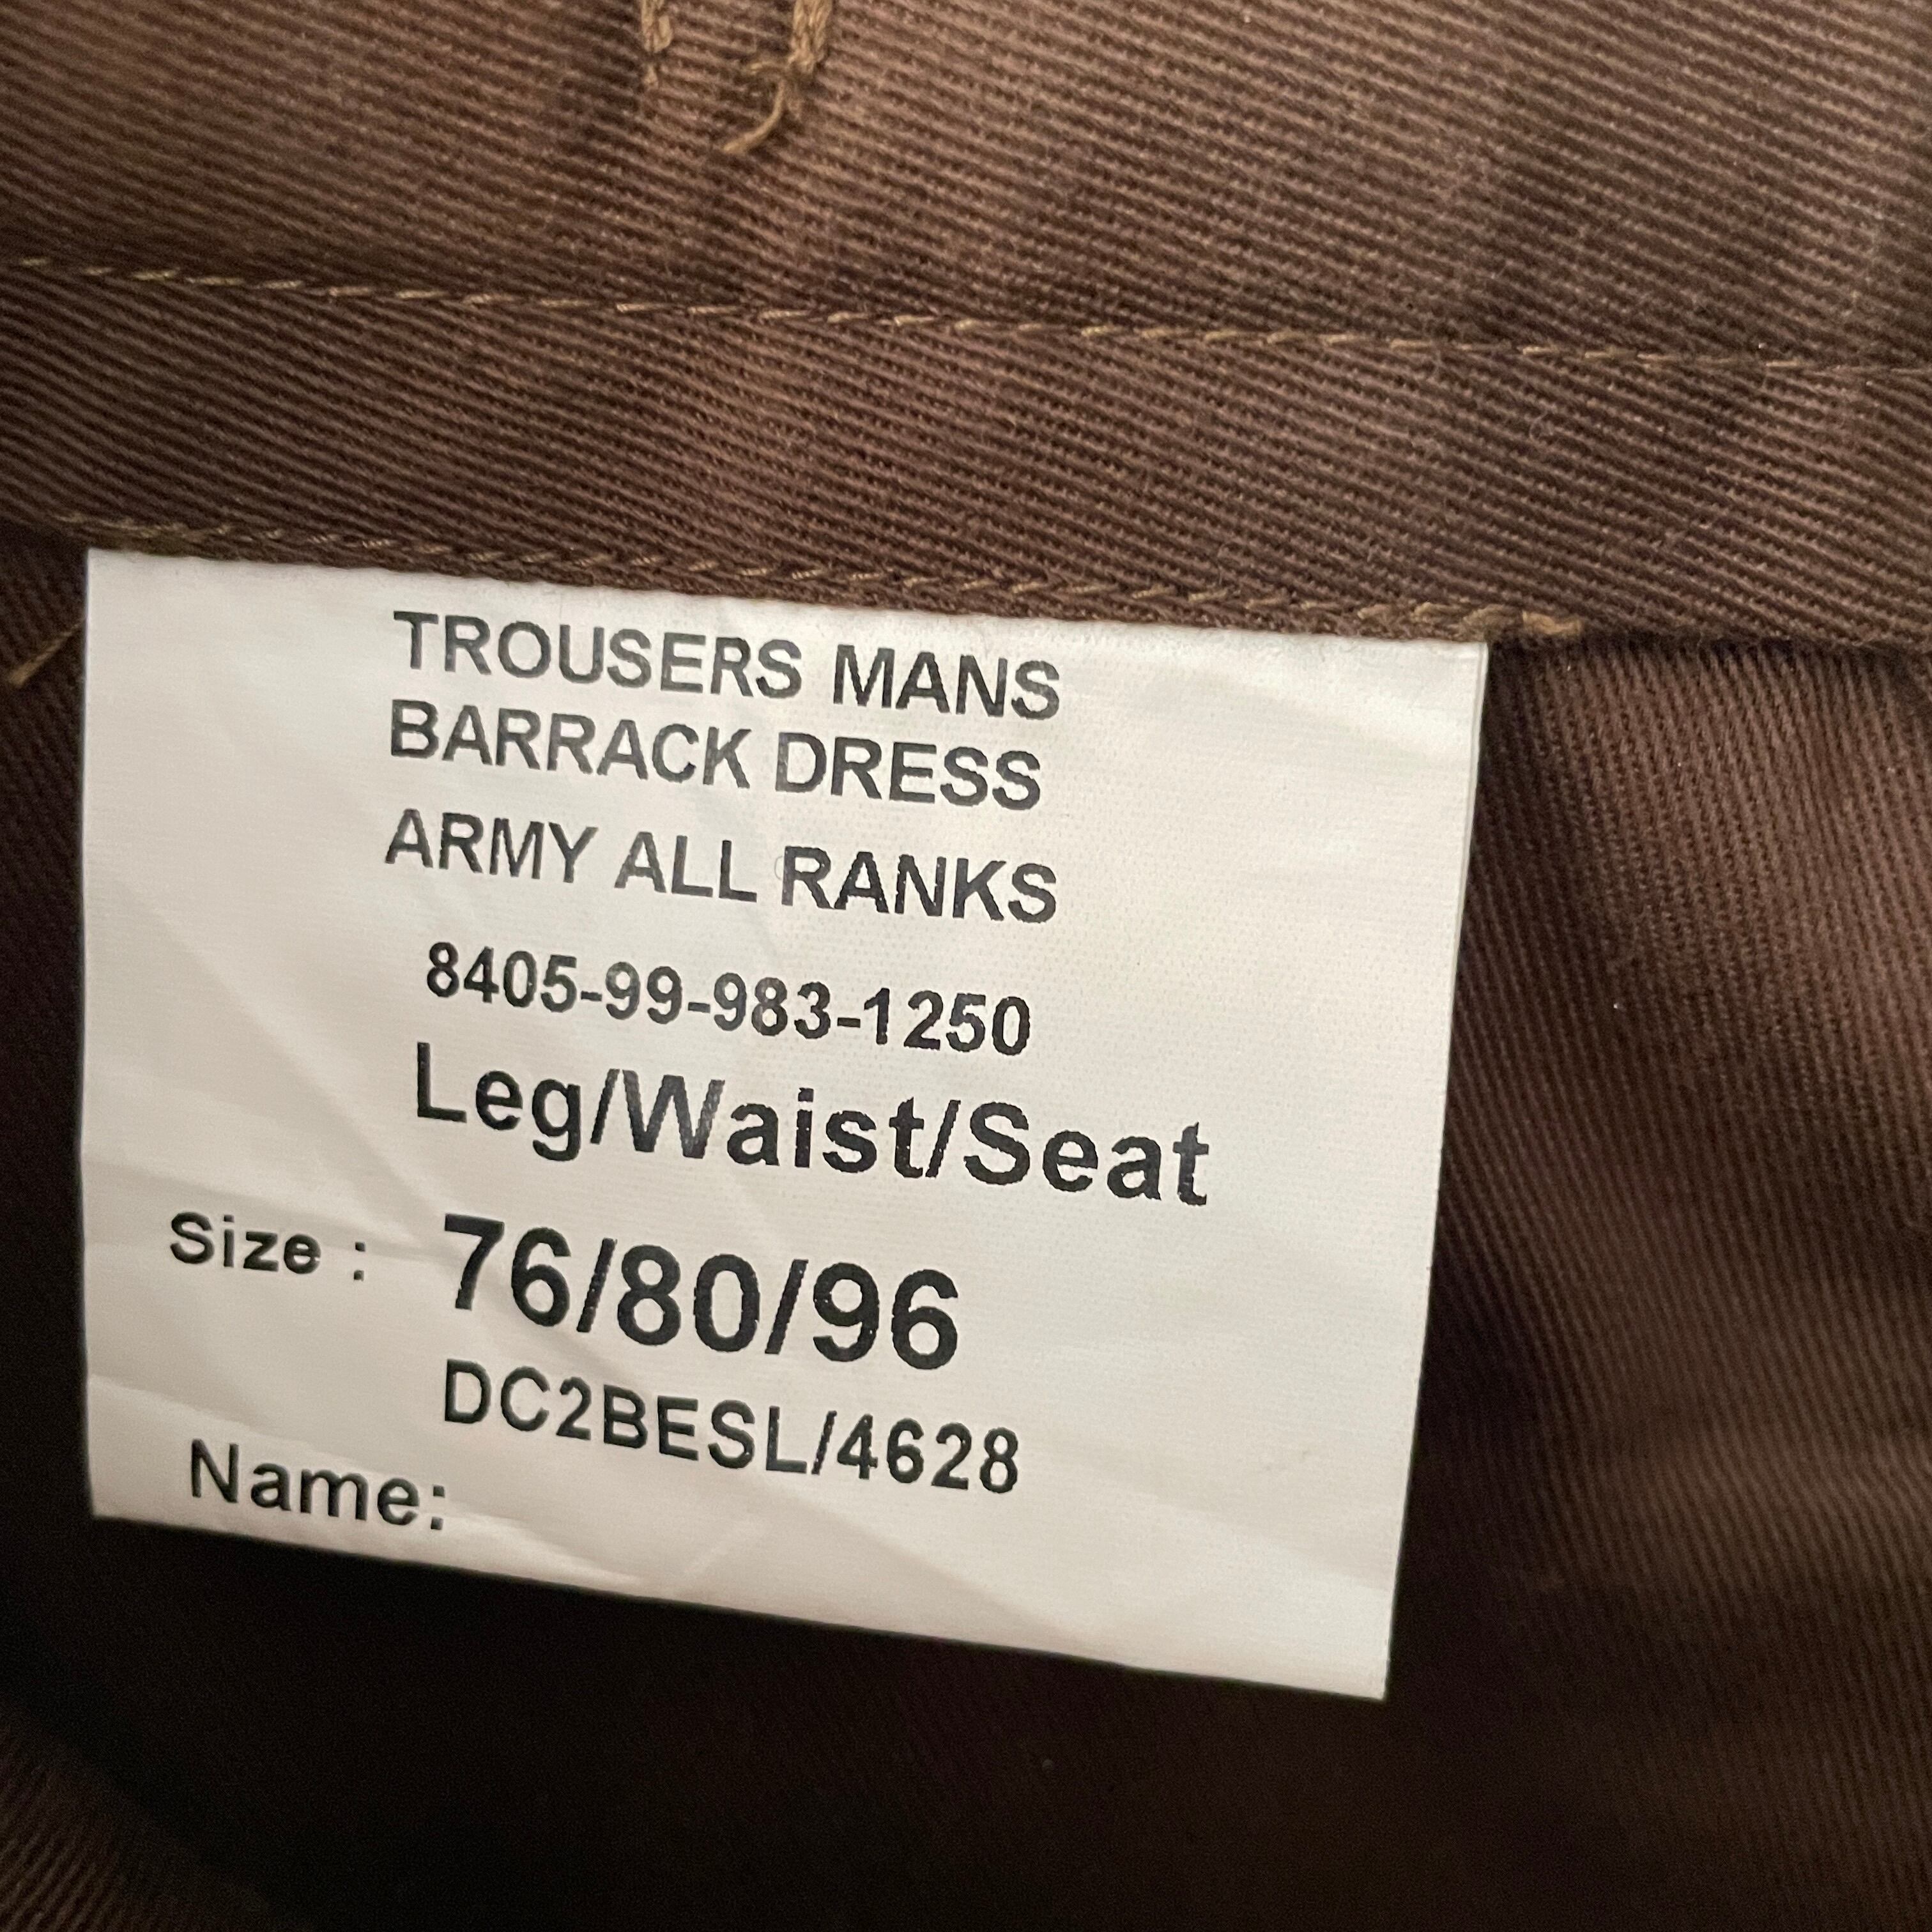 TROUSERS MANS
BARRACK DRESS
ARMY ALL RANKS
8405-99-983-1250
Leg/Waist/Seat
Size : 76/80/96
DC2BESL/4628
Name: